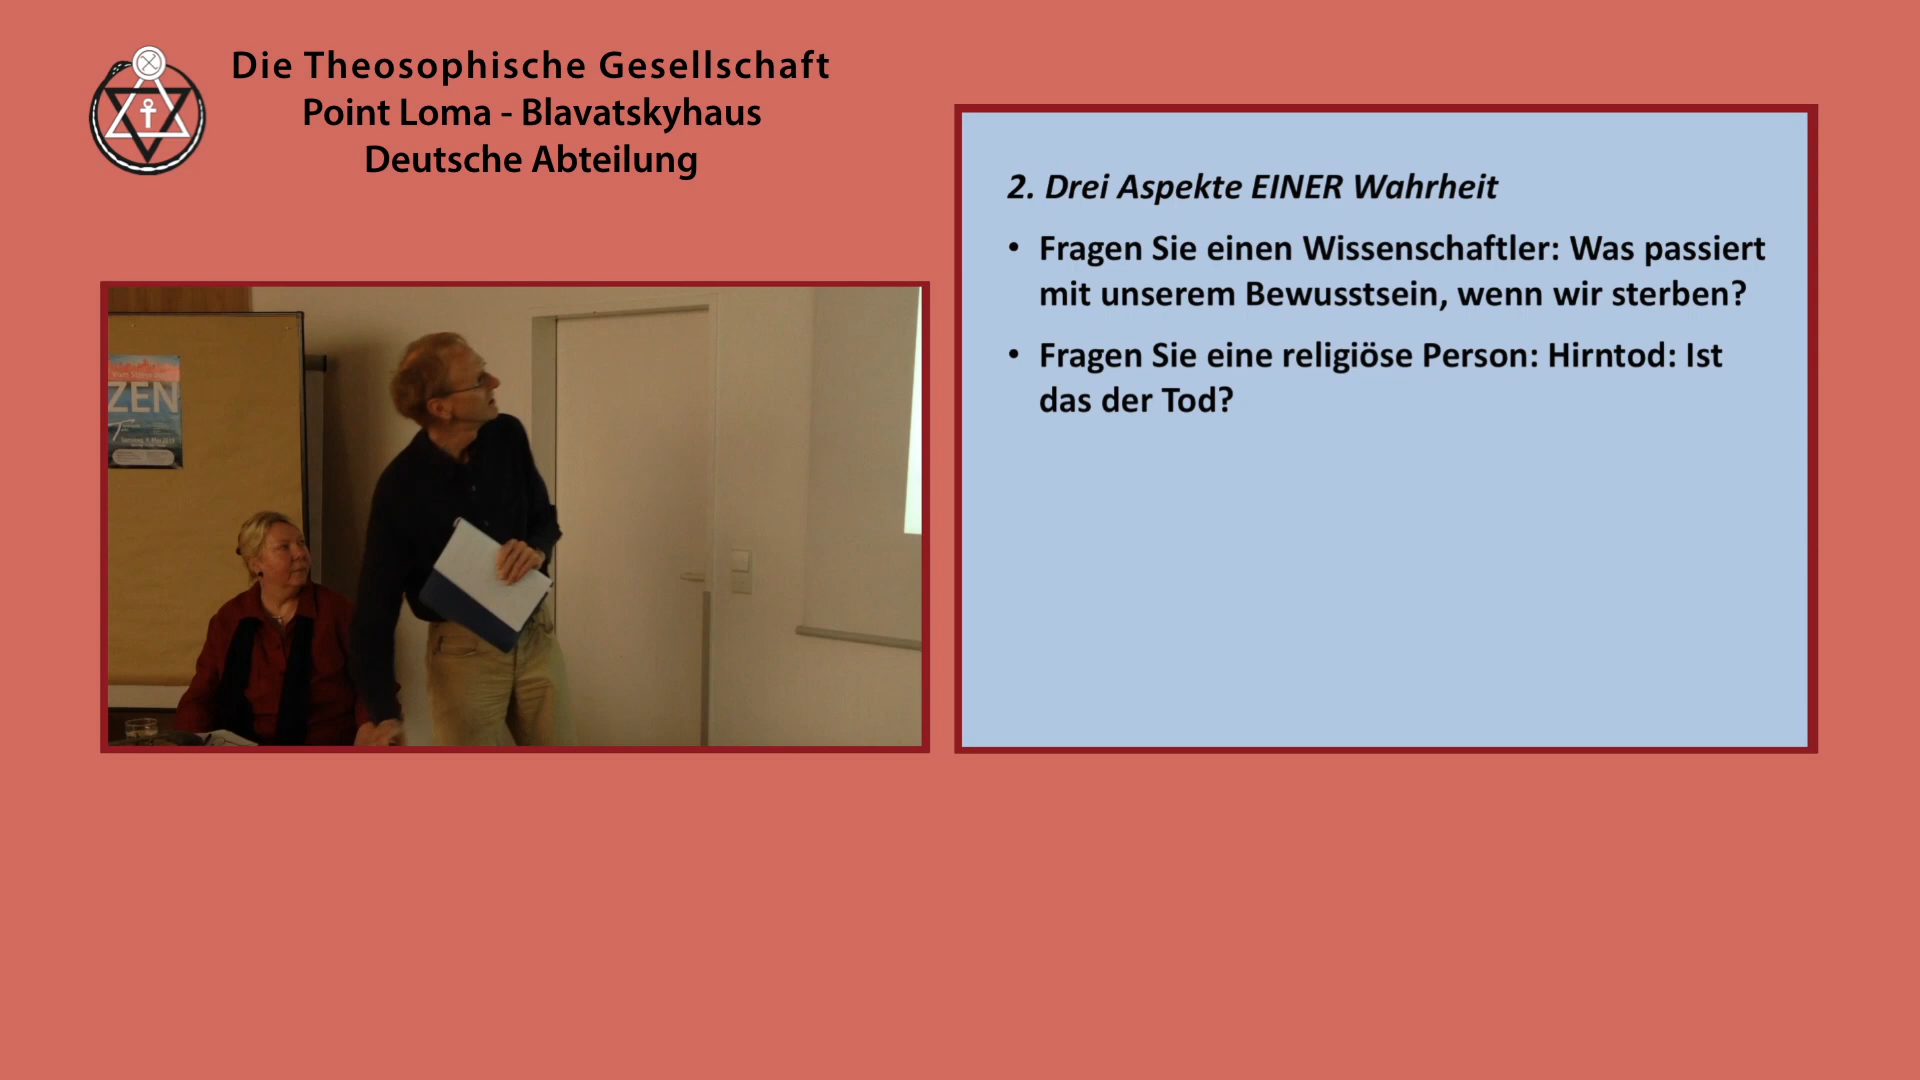 Die Theosophische Gesellschaft
Point Loma - Blavatskyhaus
Deutsche Abteilung
2. Drei Aspekte EINER Wahrheit
• Fragen Sie einen Wissenschaftler: Was passiert
mit unserem Bewusstsein, wenn wir sterben?
• Fragen Sie eine religiöse Person: Hirntod: Ist
das der Tod?
ZEN